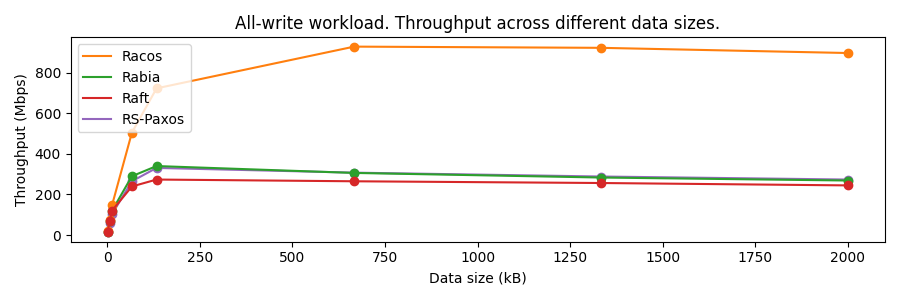 All-write workload. Throughput across different data sizes.
Racos
Rabia
Raft
RS-Paxos
Throughput (Mbps)
800
600
400
200
0
0 250 500 750 1000 1250 1500 1750 2000
Data size (kB)